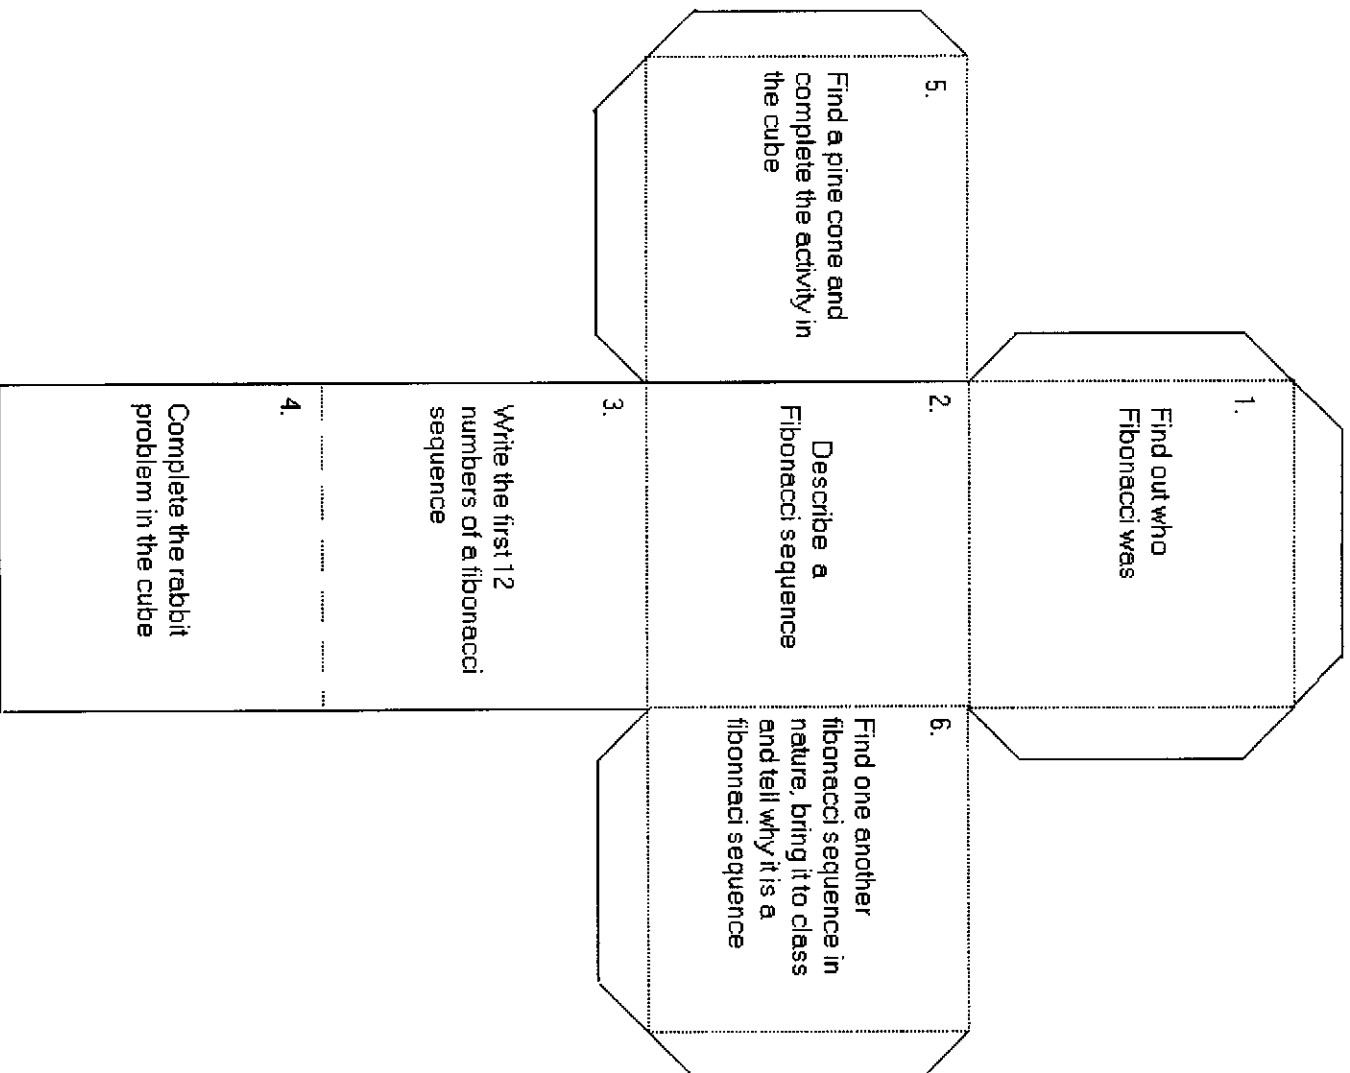 1.
Find out who
Fibonacci was
2.
Describe a
Fibonacci sequence
3.
Write the first 12
numbers of a fibonacci
sequence
4.
Complete the rabbit
problem in the cube
5.
Find a pine cone and
complete the activity in
the cube
6.
Find one another
fibonacci sequence in
nature, bring it to class
and tell why it is a
fibonnaci sequence